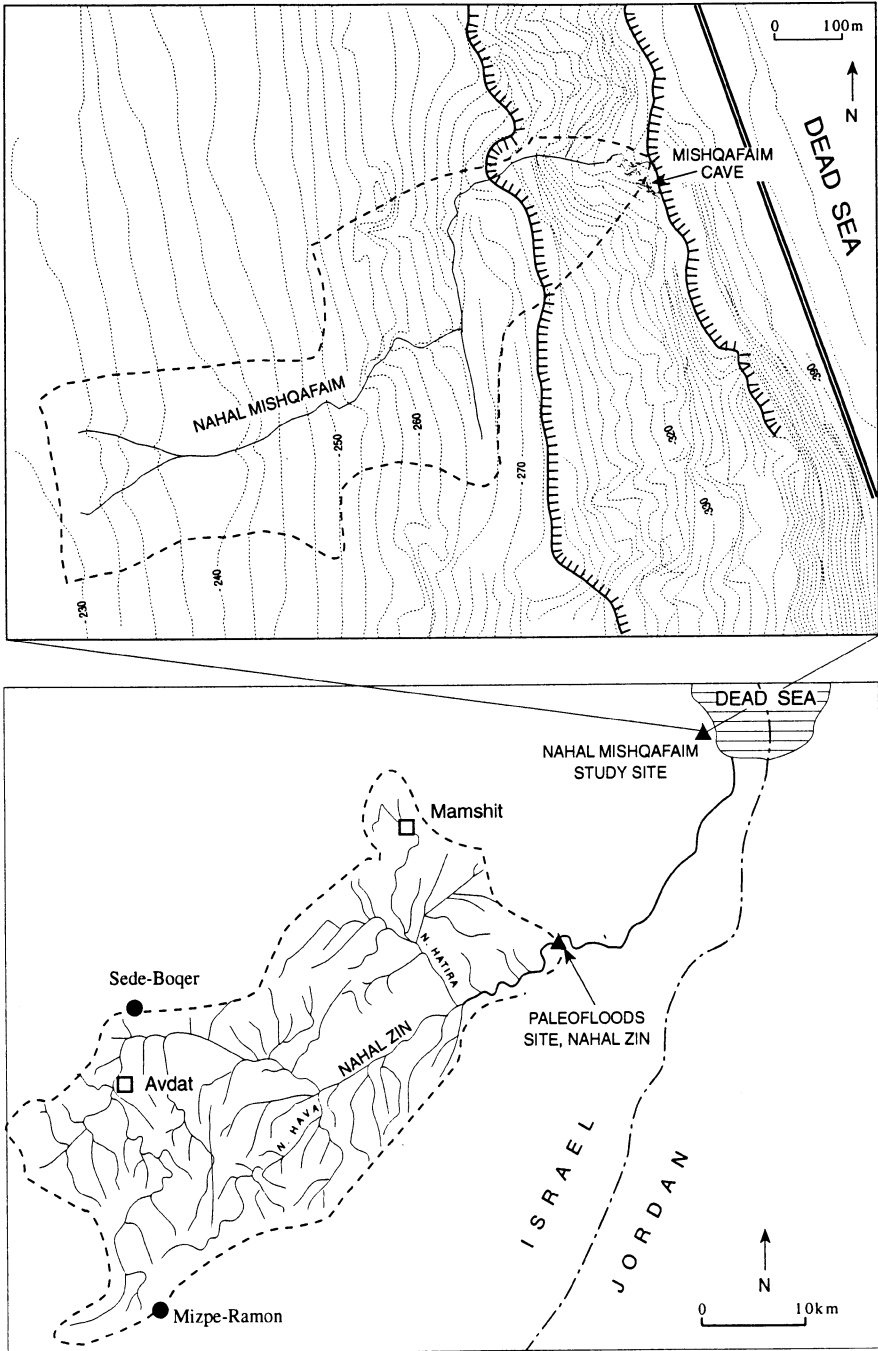 0 100m
N
DEAD SEA
MISHQAFAIM
CAVE
NAHAL MISHQAFAIM
-390
-320
-330
-270
-260
-250
-240
-230
DEAD SEA
NAHAL MISHQAFAIM
STUDY SITE
Mamshit
N. HATIRA
Sede-Boqer
PALEOFLOODS
SITE, NAHAL ZIN
NAHAL ZIN
Avdat
N. HAVA
ISRAEL
JORDAN
N
Mizpe-Ramon
0 10km